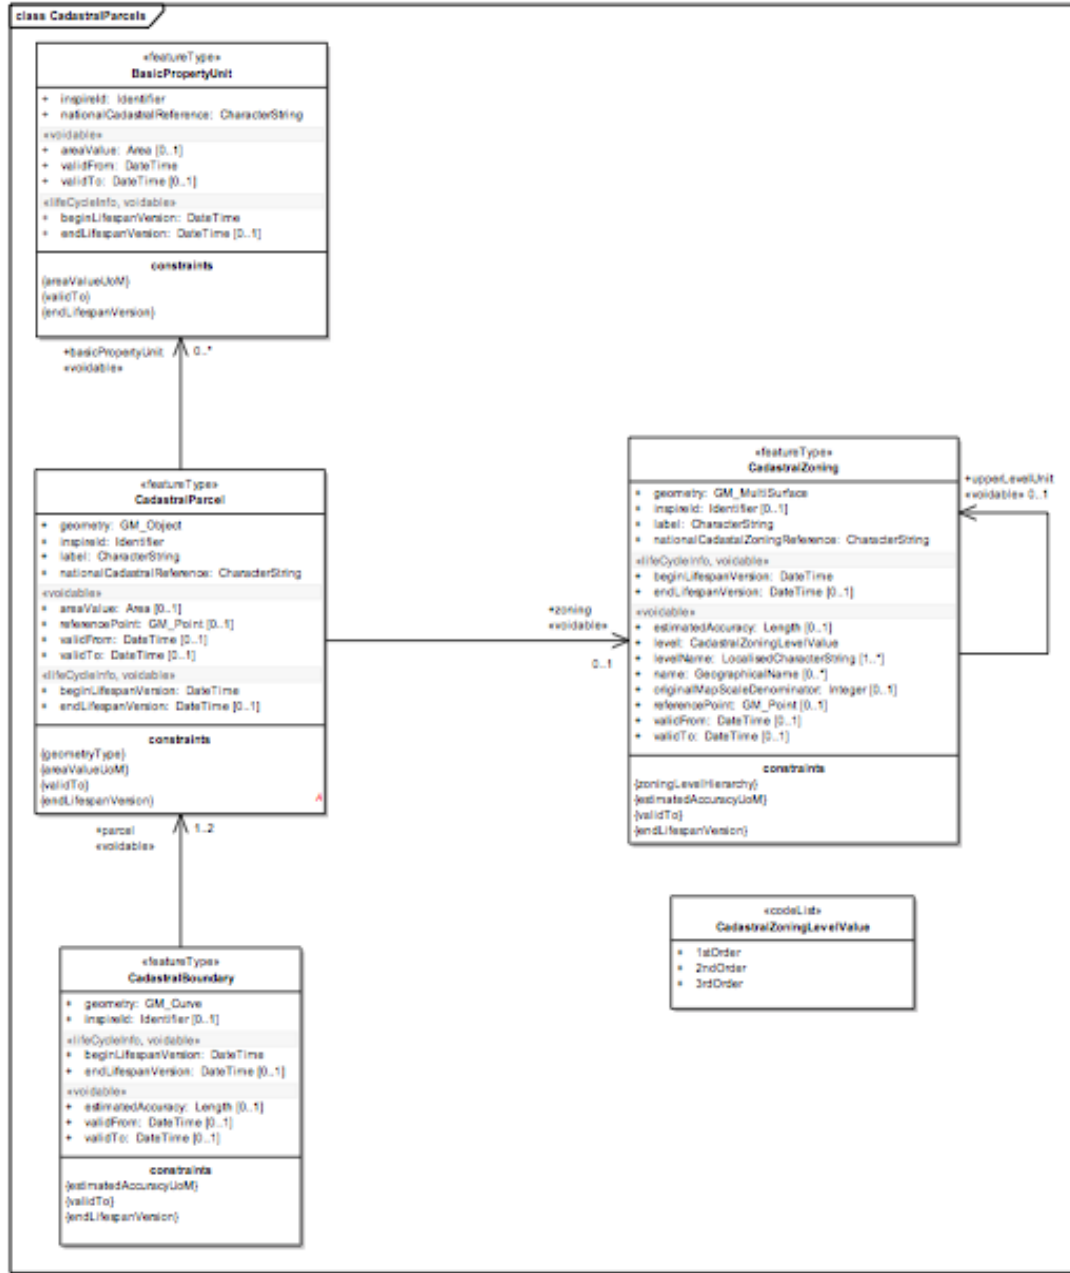 class CadastralParcels
«featureType»
BasicPropertyUnit
+ inspireId: Identifier
+ nationalCadastralReference: CharacterString
«voidable»
+ areaValue: Area [0..1]
+ validFrom: DateTime
+ validTo: DateTime [0..1]
«lifeCycleInfo, voidable»
+ beginLifespanVersion: DateTime
+ endLifespanVersion: DateTime [0..1]
constraints
{areaValueUoM}
{validTo}
{endLifespanVersion}
+basicPropertyUnit 0..*
«voidable»
«featureType»
CadastralParcel
+ geometry: GM_Object
+ inspireId: Identifier
+ label: CharacterString
+ nationalCadastralReference: CharacterString
«voidable»
+ areaValue: Area [0..1]
+ referencePoint: GM_Point [0..1]
+ validFrom: DateTime [0..1]
+ validTo: DateTime [0..1]
«lifeCycleInfo, voidable»
+ beginLifespanVersion: DateTime
+ endLifespanVersion: DateTime [0..1]
constraints
{geometryType}
{areaValueUoM}
{validTo}
{endLifespanVersion}
A
+zoning
«voidable»
0..1
«featureType»
CadastralZoning
+ geometry: GM_MultiSurface
+ inspireId: Identifier [0..1]
+ label: CharacterString
+ nationalCadastalZoningReference: CharacterString
«lifeCycleInfo, voidable»
+ beginLifespanVersion: DateTime
+ endLifespanVersion: DateTime [0..1]
«voidable»
+ estimatedAccuracy: Length [0..1]
+ level: CadastralZoningLevelValue
+ levelName: LocalisedCharacterString [1..*]
+ name: GeographicalName [0..*]
+ originalMapScaleDenominator: Integer [0..1]
+ referencePoint: GM_Point [0..1]
+ validFrom: DateTime [0..1]
+ validTo: DateTime [0..1]
constraints
{zoningLevelHierarchy}
{estimatedAccuracyUoM}
{validTo}
{endLifespanVersion}
+upperLevelUnit
«voidable» 0..1
+parcel 1..2
«voidable»
«featureType»
CadastralBoundary
+ geometry: GM_Curve
+ inspireId: Identifier [0..1]
«lifeCycleInfo, voidable»
+ beginLifespanVersion: DateTime
+ endLifespanVersion: DateTime [0..1]
«voidable»
+ estimatedAccuracy: Length [0..1]
+ validFrom: DateTime [0..1]
+ validTo: DateTime [0..1]
constraints
{estimatedAccuracyUoM}
{validTo}
{endLifespanVersion}
«codeList»
CadastralZoningLevelValue
+ 1stOrder
+ 2ndOrder
+ 3rdOrder